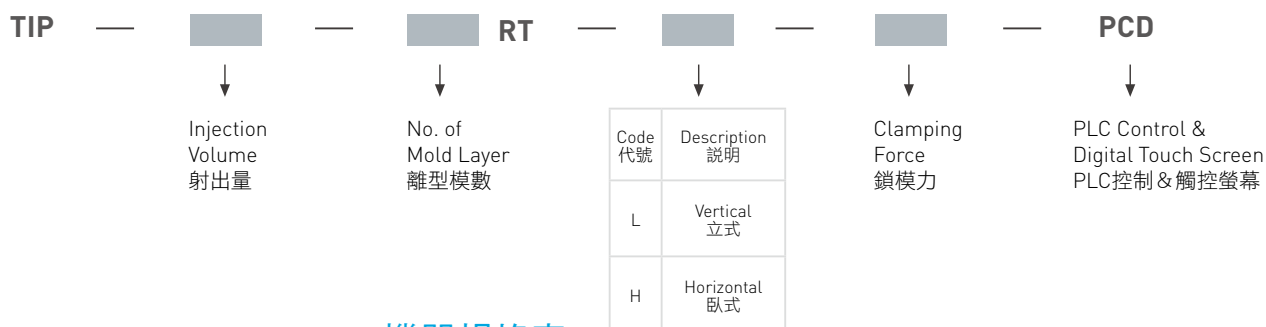 TIP — — RT — — — PCD
Injection
Volume
射出量
No. of
Mold Layer
離型模數
Code
代號
Description
説明
L
Vertical
立式
H
Horizontal
臥式
Clamping
Force
鎖模力
PLC Control &
Digital Touch Screen
PLC控制＆觸控螢幕